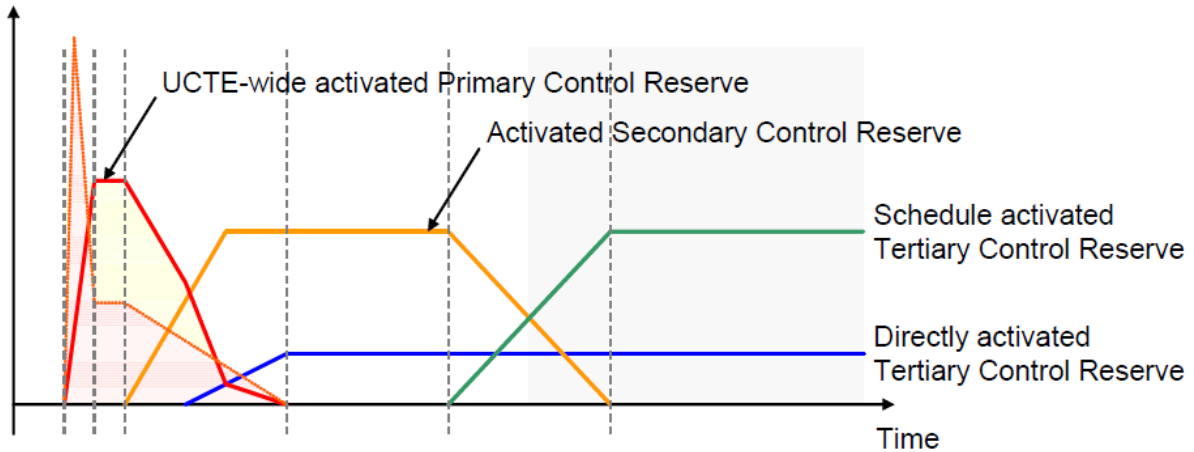 UCTE-wide activated Primary Control Reserve
Activated Secondary Control Reserve
Schedule activated
Tertiary Control Reserve
Directly activated
Tertiary Control Reserve
Time